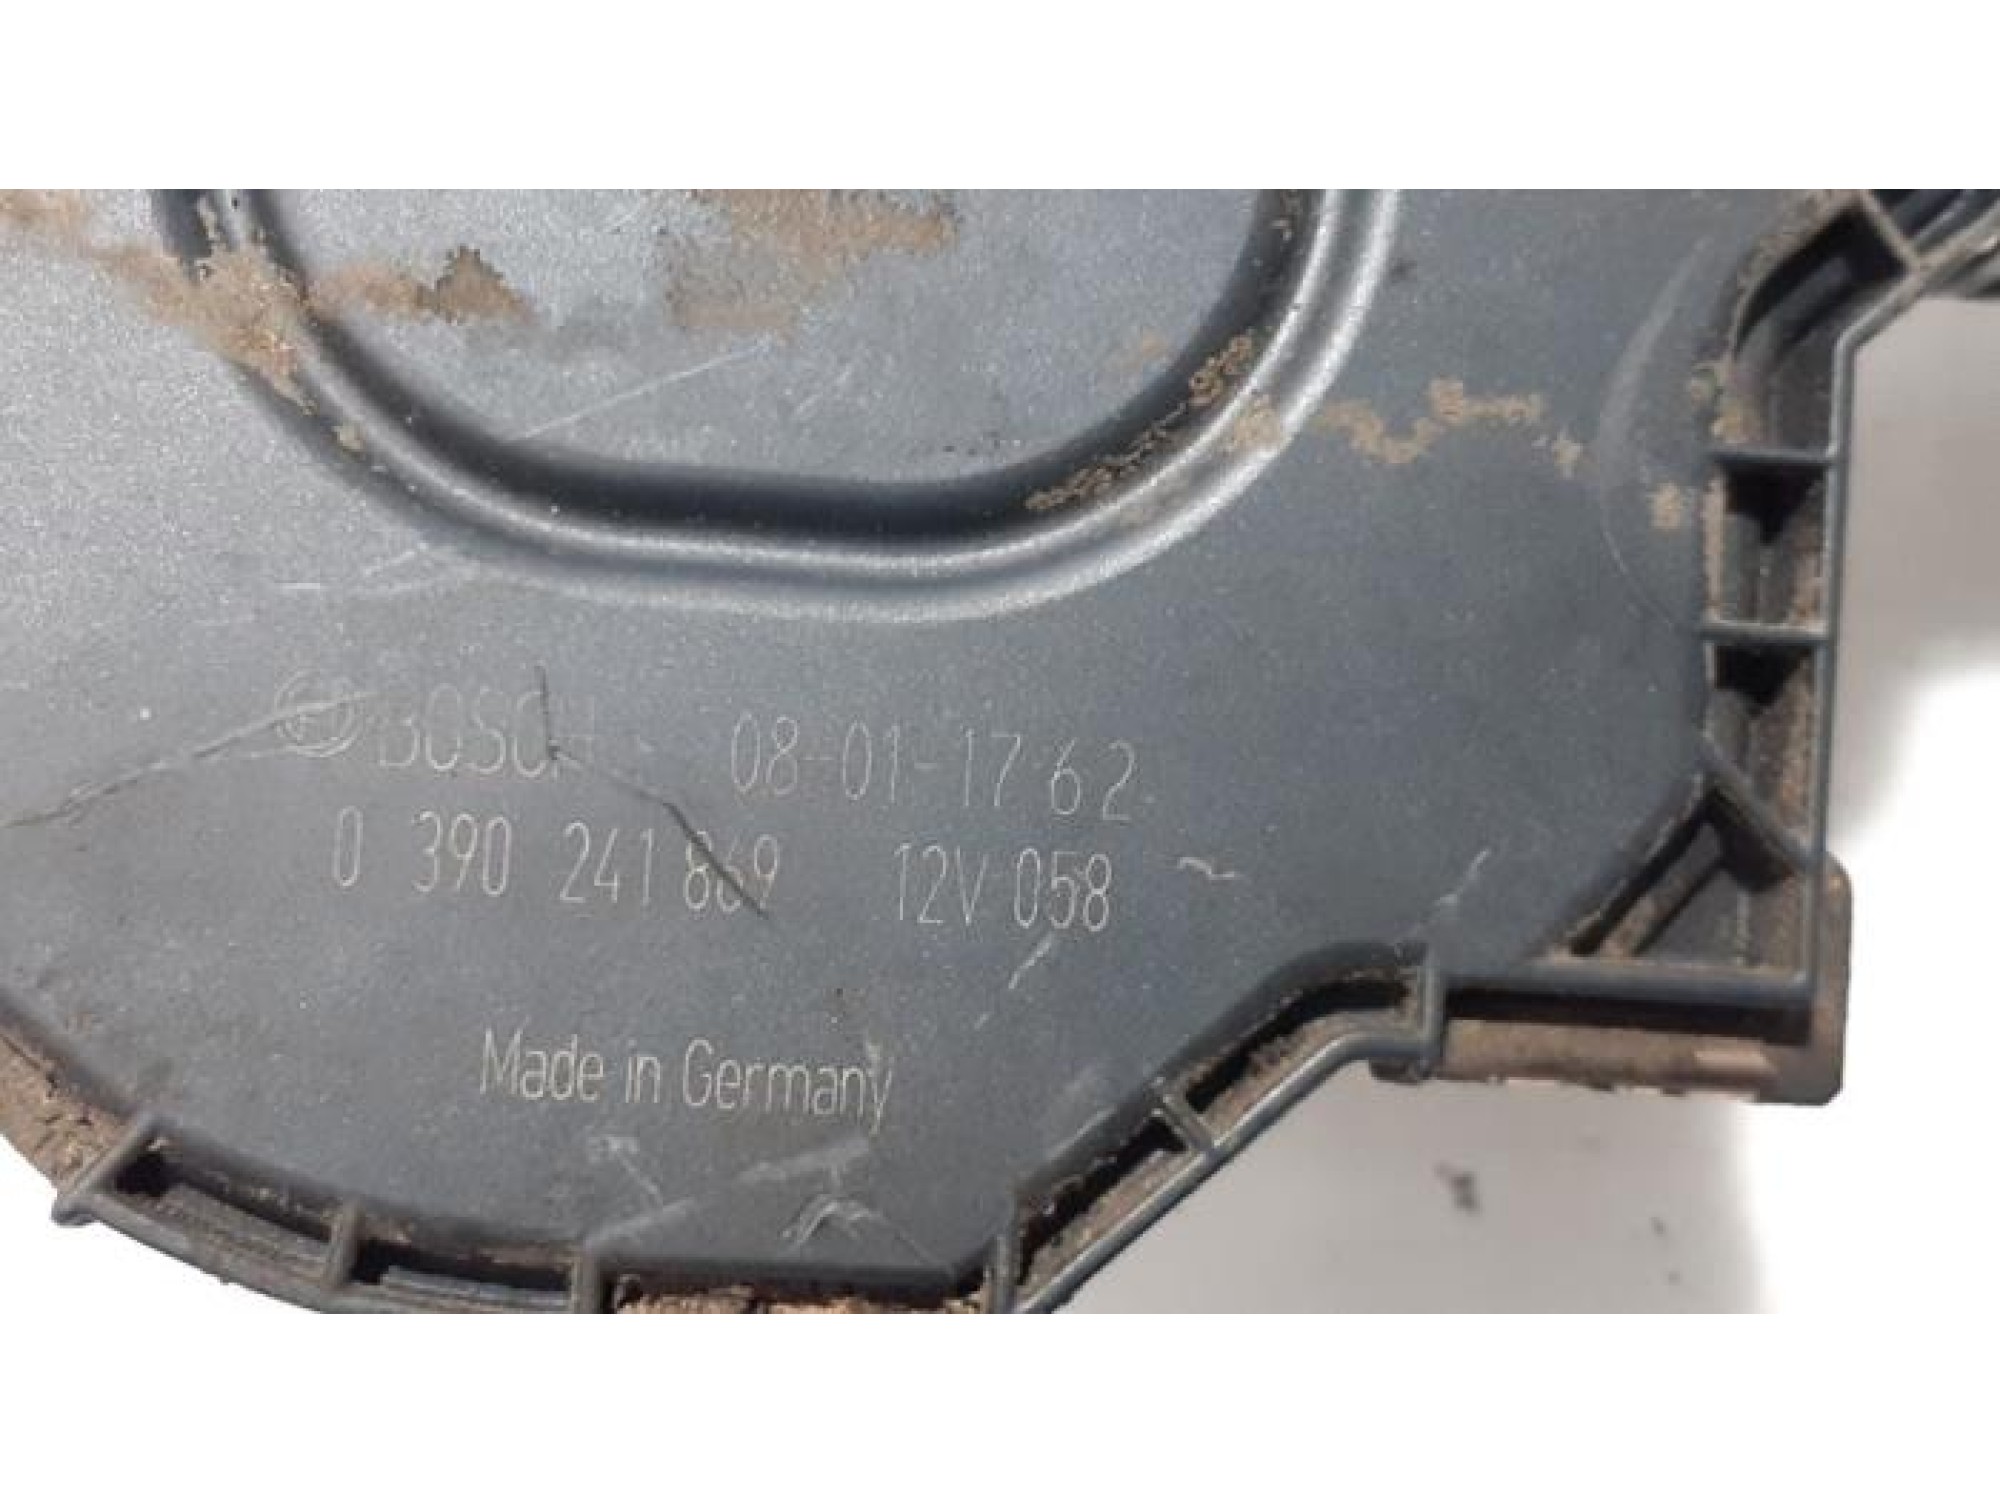 BOSCH 08-01-17 62
0 390 241 869 12V 058
Made in Germany